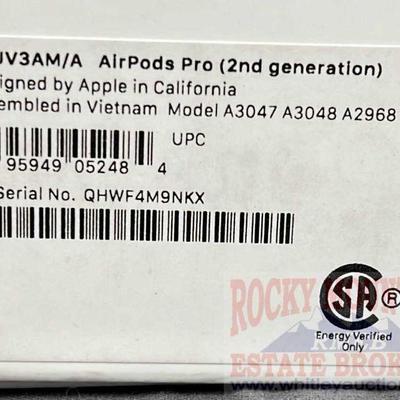 JV3AM/A AirPods Pro (2nd generation)
igned by Apple in California
embled in Vietnam Model A3047 A3048 A2968
UPC
95949 05248 4
Serial No. QHWF4M9NKX
SA ®
Energy Verified
Only
ROCKY
ESTATE BROK
www.whitleyauction